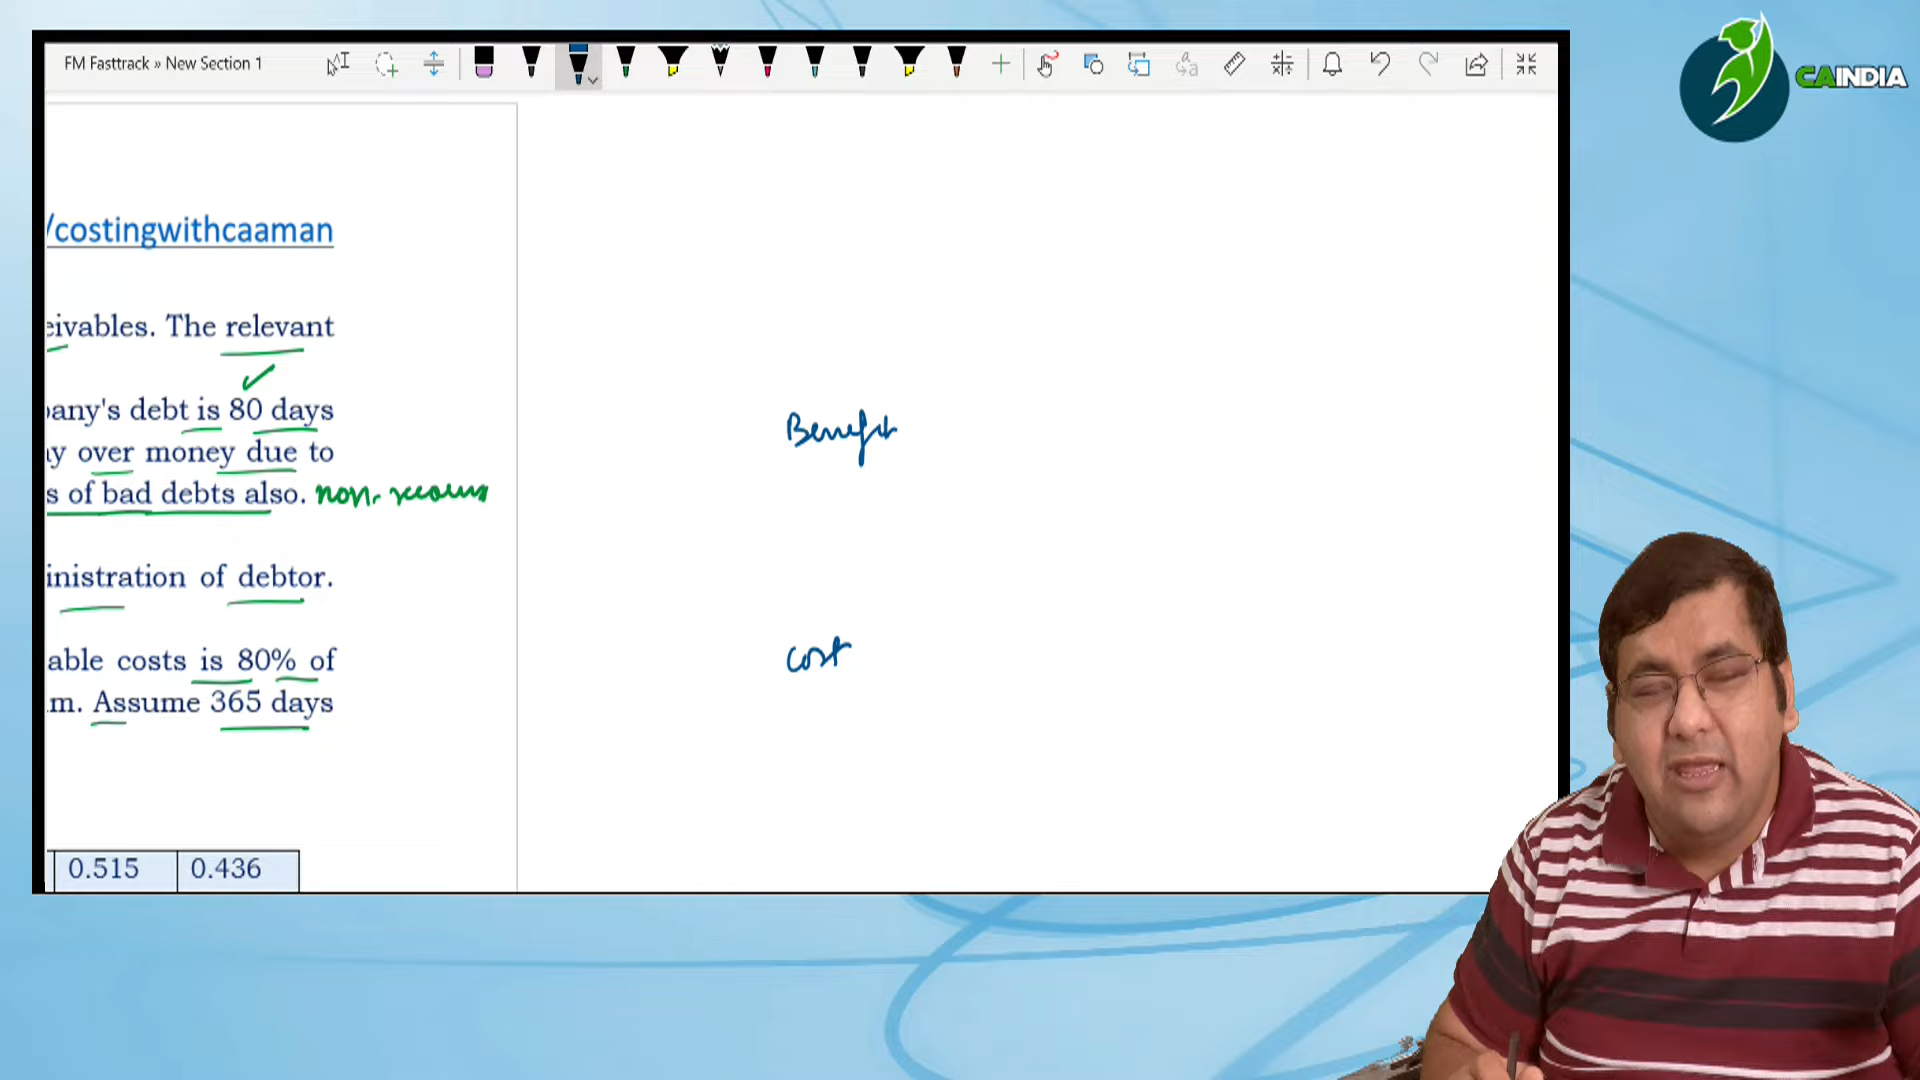 FM Fasttrack » New Section 1
CAINDIA
/costingwithcaaman
eivables. The relevant
pany's debt is 80 days
ay over money due to
s of bad debts also. non-recourse
inistration of debtor.
able costs is 80% of
m. Assume 365 days
0.515 0.436
Benefit
Cost